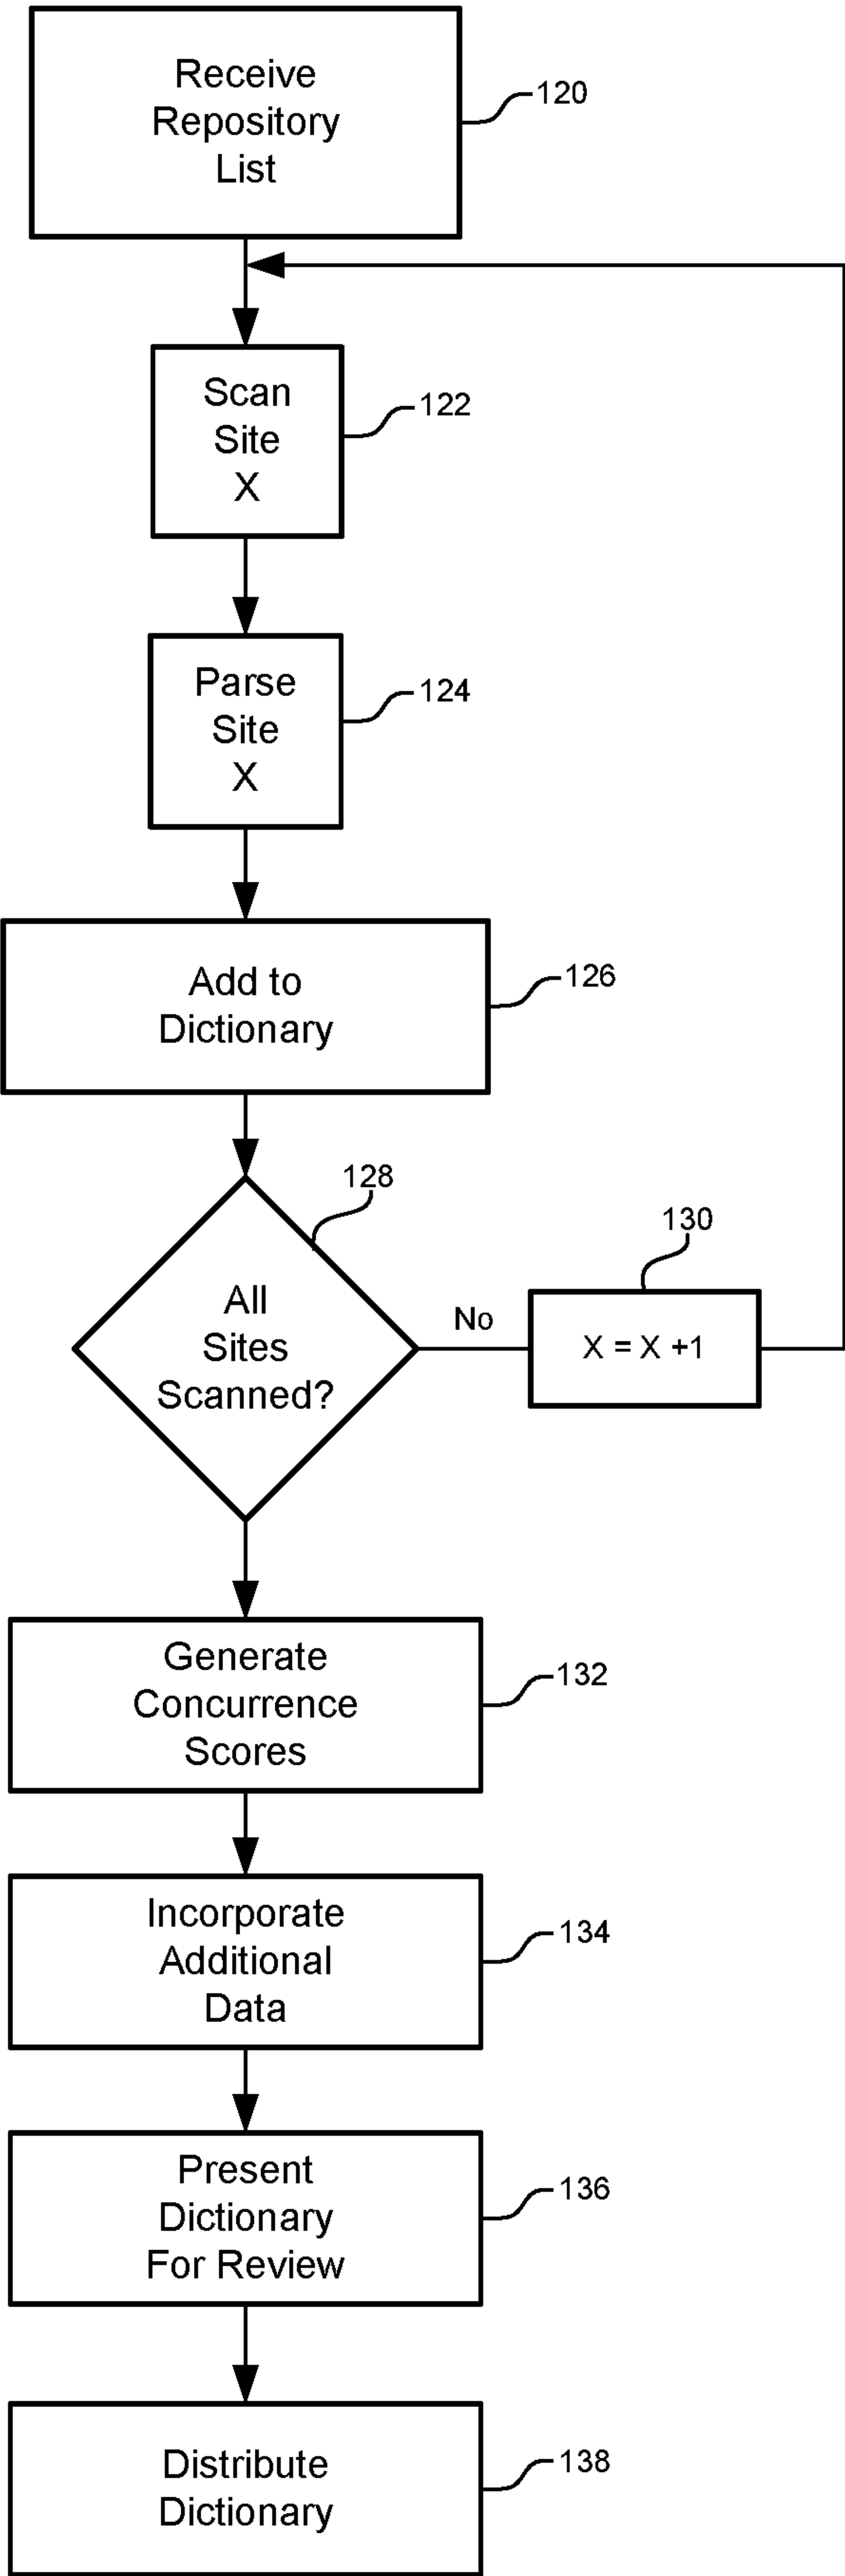 Receive
Repository
List
120
Scan
Site
X
122
Parse
Site
X
124
Add to
Dictionary
126
128
All
Sites
Scanned?
No
130
X = X +1
Generate
Concurrence
Scores
132
Incorporate
Additional
Data
134
Present
Dictionary
For Review
136
Distribute
Dictionary
138